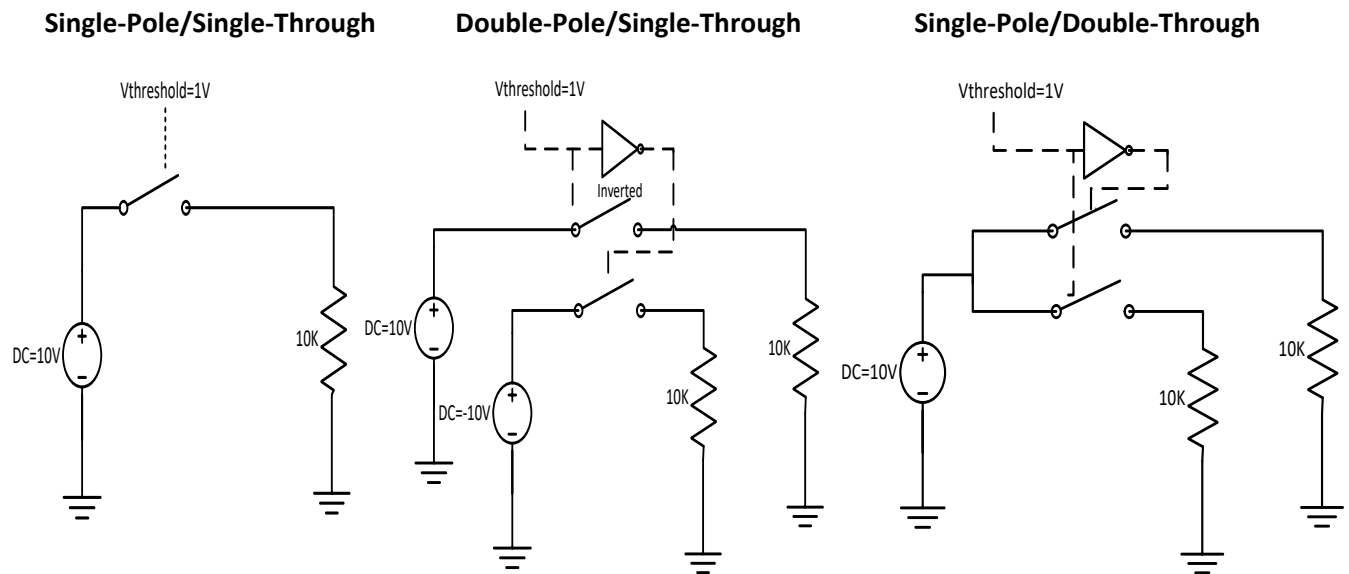 Single-Pole/Single-Through
Vthreshold=1V
DC=10V
+
-
10K
Double-Pole/Single-Through
Vthreshold=1V
Inverted
DC=10V
+
-
10K
DC=-10V
+
-
10K
Single-Pole/Double-Through
Vthreshold=1V
DC=10V
+
-
10K
10K